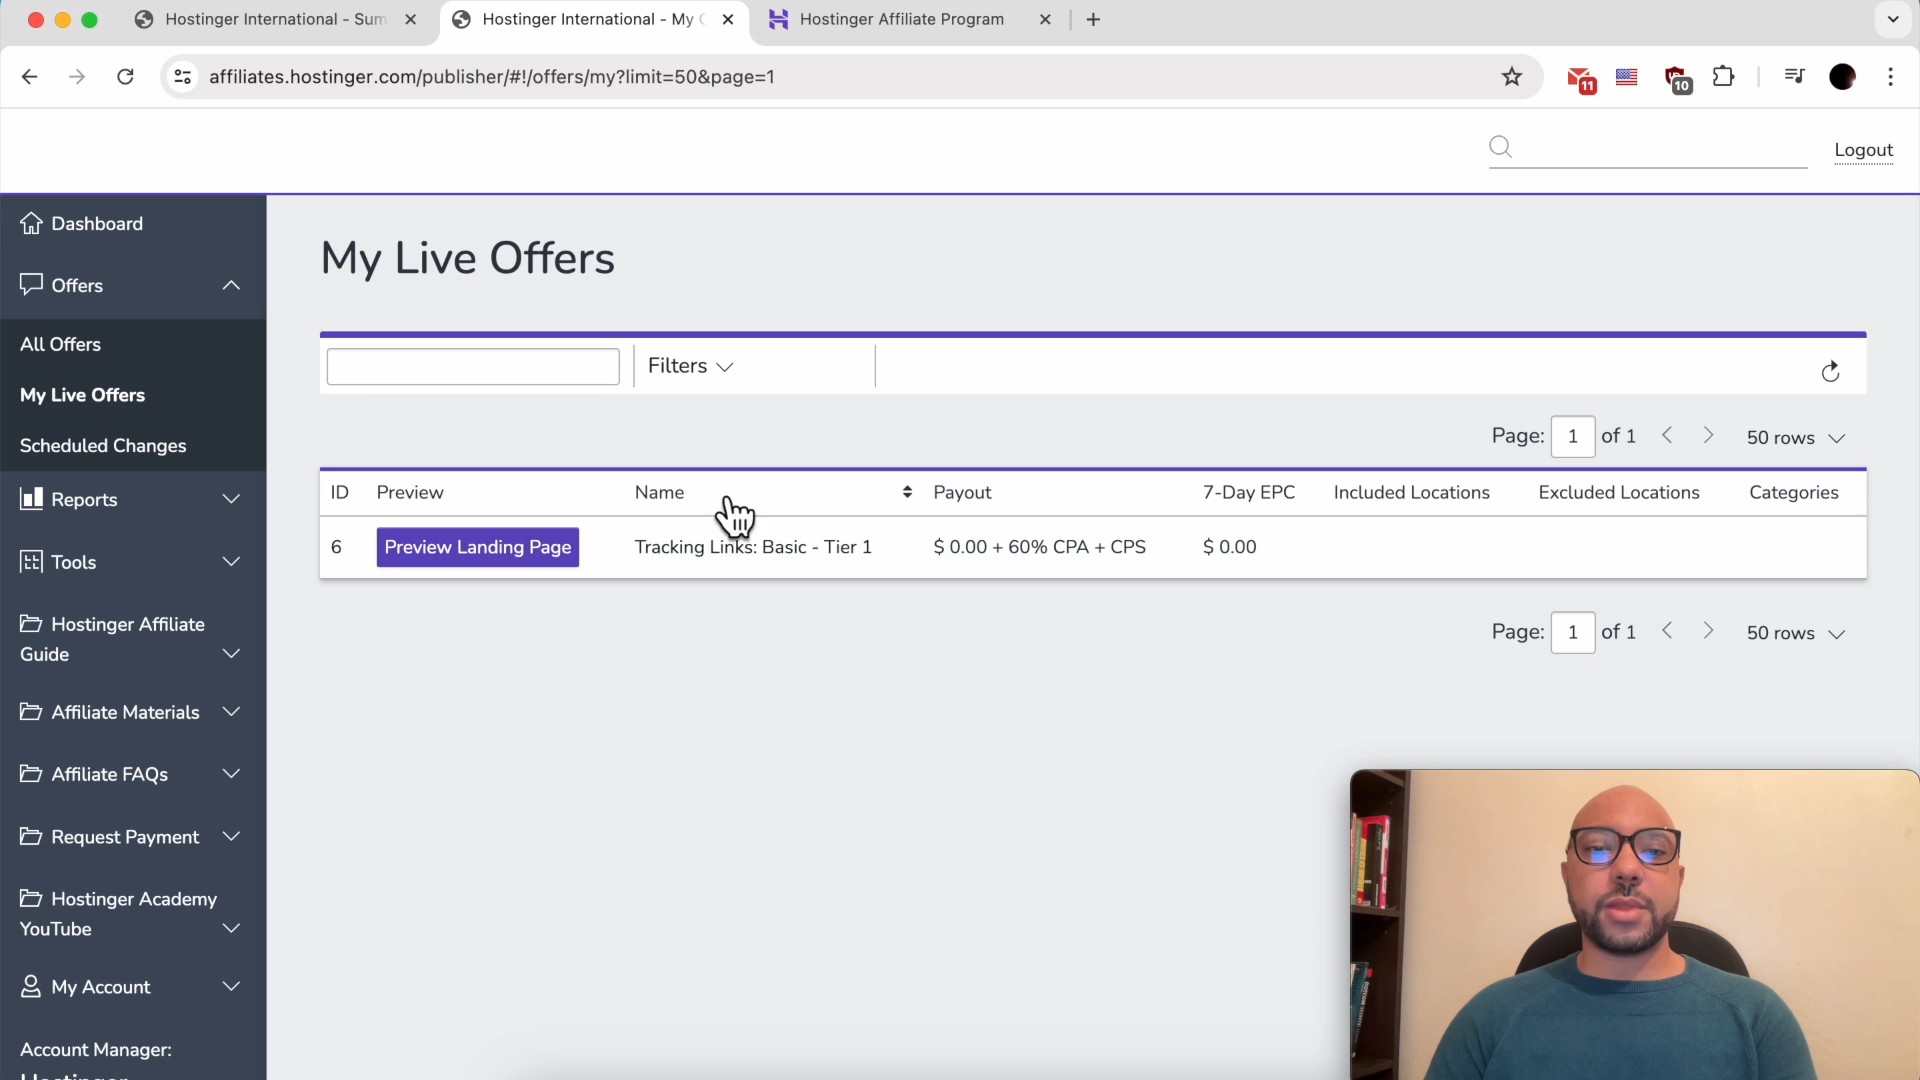 Hostinger International - Sum
Hostinger International - My
Hostinger Affiliate Program
affiliates.hostinger.com/publisher/#!/offers/my?limit=50&page=1
11
10
Logout
Dashboard
Offers
All Offers
My Live Offers
Scheduled Changes
Reports
Tools
Hostinger Affiliate
Guide
Affiliate Materials
Affiliate FAQs
Request Payment
Hostinger Academy
YouTube
My Account
Account Manager:
My Live Offers
Filters
Page: 1 of 1
50 rows
ID Preview Name Payout 7-Day EPC Included Locations Excluded Locations Categories
6 Preview Landing Page Tracking Links: Basic - Tier 1 $ 0.00 + 60% CPA + CPS $ 0.00
Page: 1 of 1
50 rows